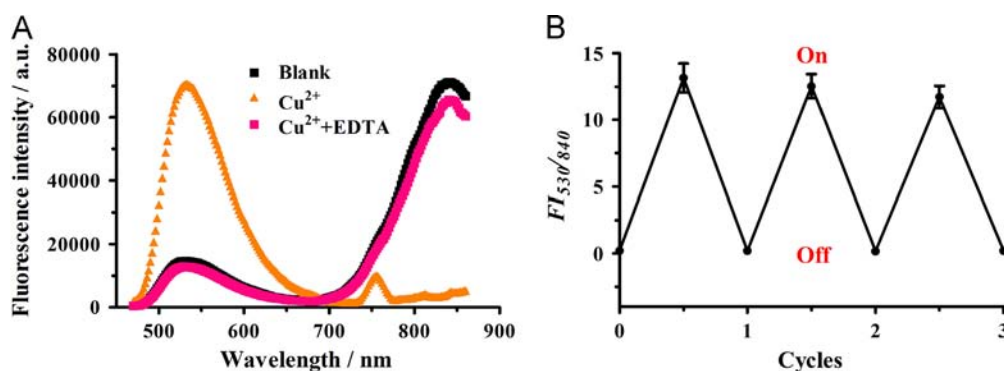 A
Fluorescence intensity / a.u.
80000
60000
40000
20000
0
Blank
Cu²⁺
Cu²⁺+EDTA
500 600 700 800 900
Wavelength / nm
B
FI530/840
15
10
5
0
On
Off
0 1 2 3
Cycles